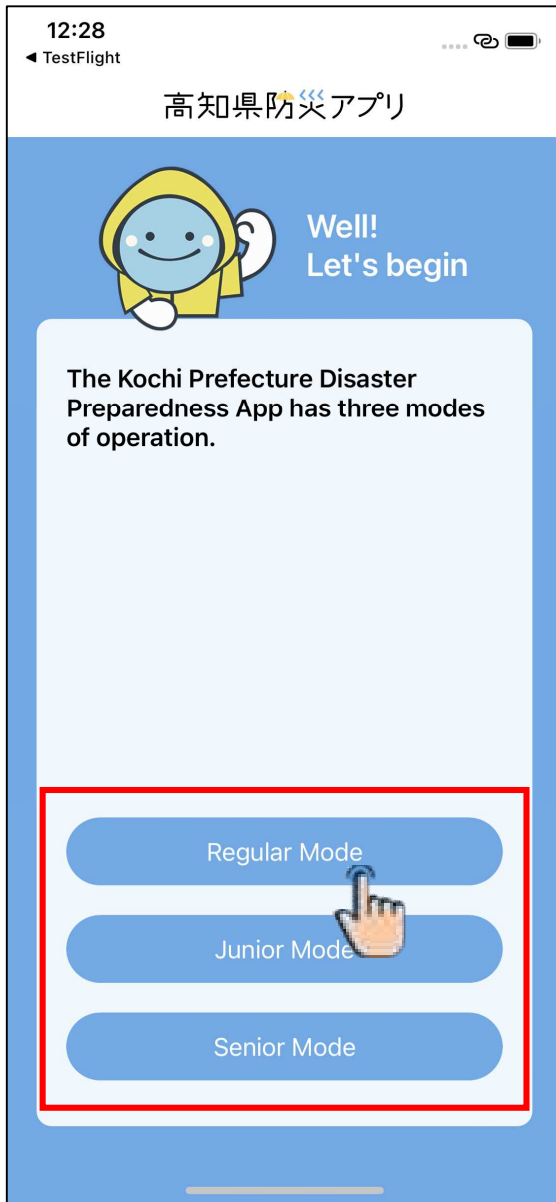 12:28
◀ TestFlight
高知県防災アプリ
Well!
Let's begin
The Kochi Prefecture Disaster
Preparedness App has three modes
of operation.
Regular Mode
Junior Mode
Senior Mode